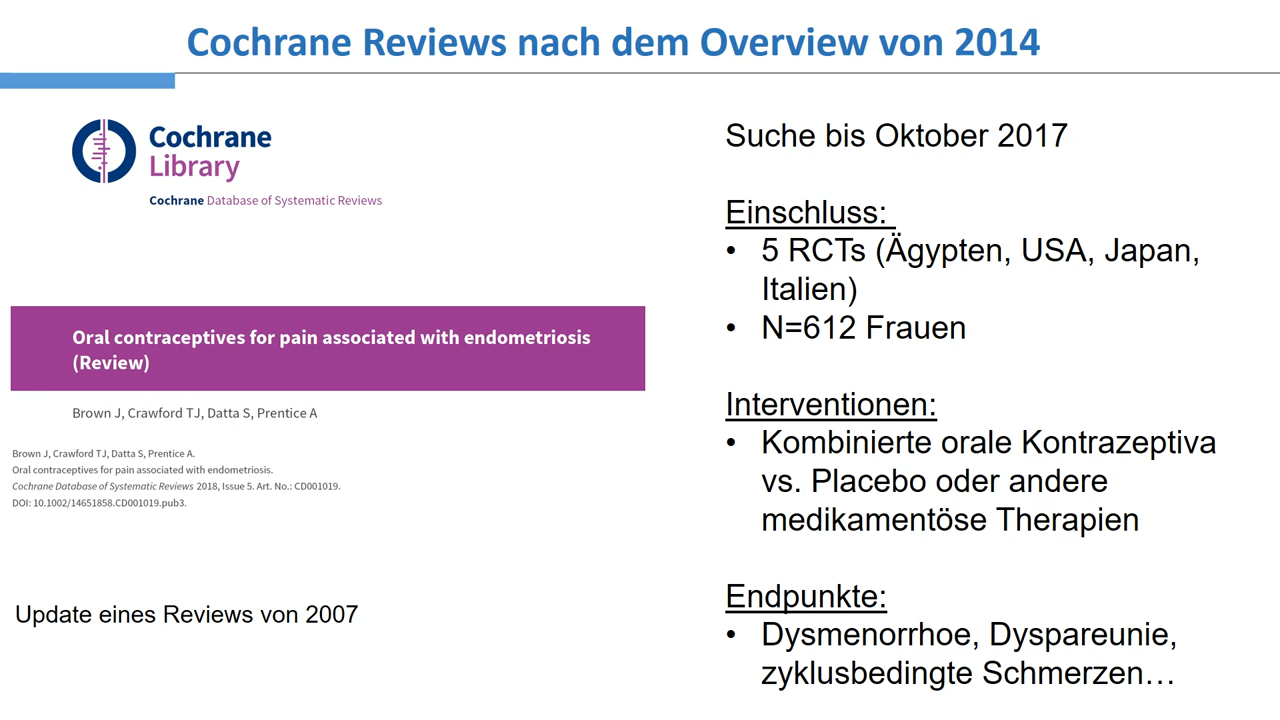 Cochrane Reviews nach dem Overview von 2014
Cochrane
Library
Cochrane Database of Systematic Reviews
Oral contraceptives for pain associated with endometriosis
(Review)
Brown J, Crawford TJ, Datta S, Prentice A
Brown J, Crawford TJ, Datta S, Prentice A.
Oral contraceptives for pain associated with endometriosis.
Cochrane Database of Systematic Reviews 2018, Issue 5. Art. No.: CD001019.
DOI: 10.1002/14651858.CD001019.pub3.
Update eines Reviews von 2007
Suche bis Oktober 2017
Einschluss:
• 5 RCTs (Ägypten, USA, Japan,
Italien)
• N=612 Frauen
Interventionen:
• Kombinierte orale Kontrazeptiva
vs. Placebo oder andere
medikamentöse Therapien
Endpunkte:
• Dysmenorrhoe, Dyspareunie,
zyklusbedingte Schmerzen…